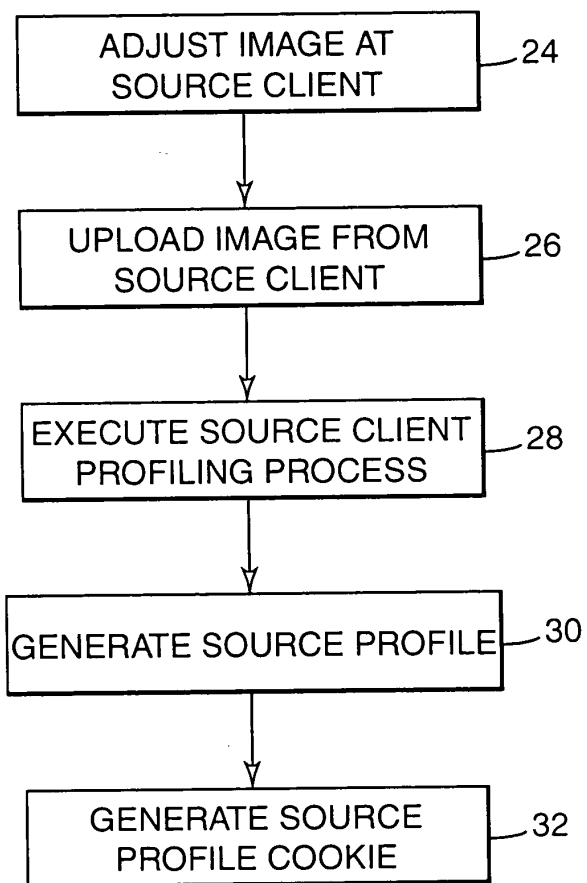 ADJUST IMAGE AT
SOURCE CLIENT
24
UPLOAD IMAGE FROM
SOURCE CLIENT
26
EXECUTE SOURCE CLIENT
PROFILING PROCESS
28
GENERATE SOURCE PROFILE
30
GENERATE SOURCE
PROFILE COOKIE
32